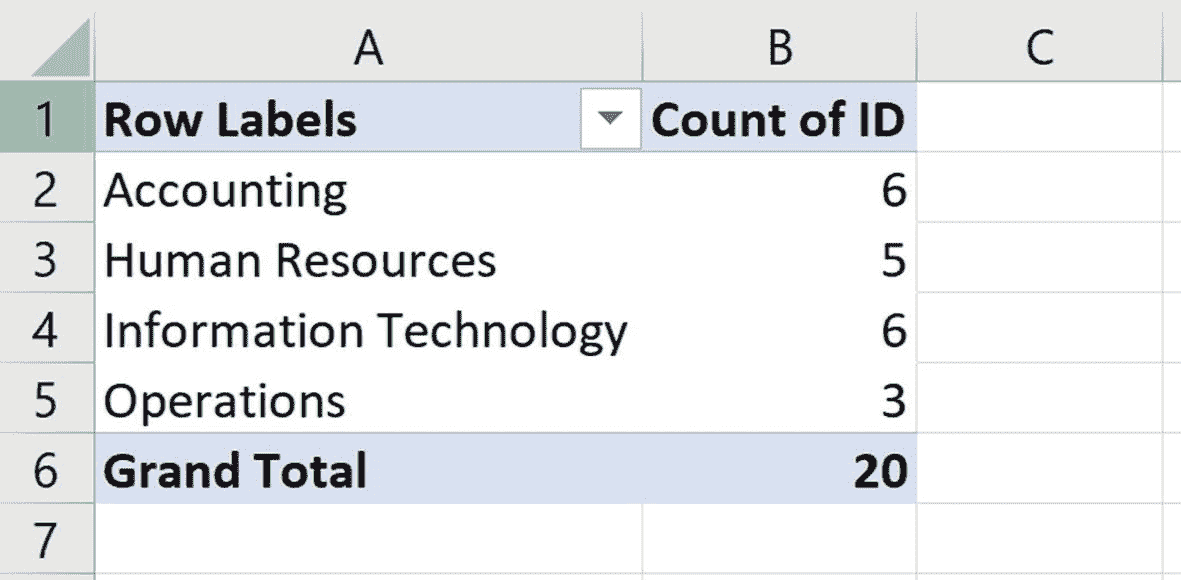 A B C
1 Row Labels Count of ID
2 Accounting 6
3 Human Resources 5
4 Information Technology 6
5 Operations 3
6 Grand Total 20
7